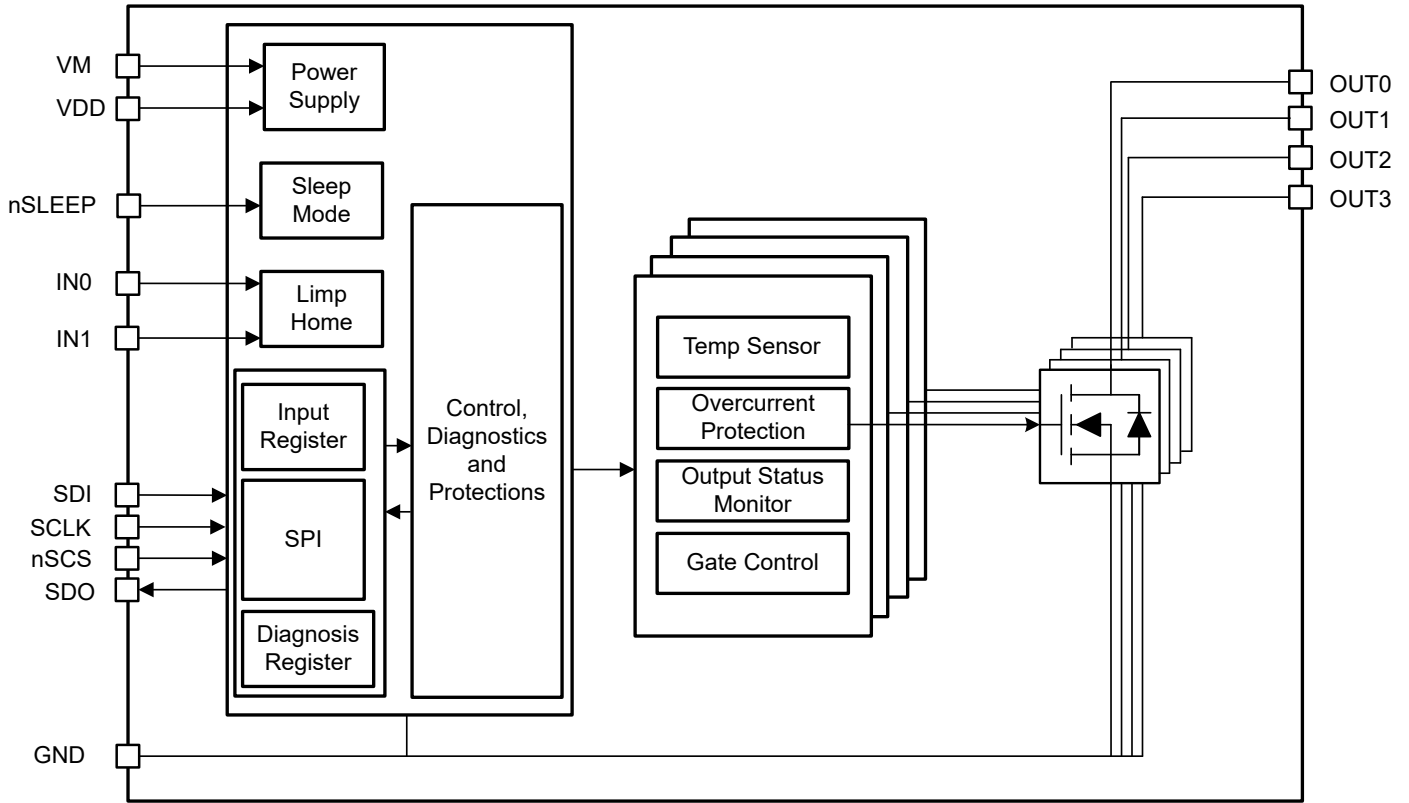 VM
VDD
nSLEEP
IN0
IN1
SDI
SCLK
nSCS
SDO
GND
Power
Supply
Sleep
Mode
Limp
Home
Input
Register
SPI
Diagnosis
Register
Control,
Diagnostics
and
Protections
Temp Sensor
Overcurrent
Protection
Output Status
Monitor
Gate Control
OUT0
OUT1
OUT2
OUT3